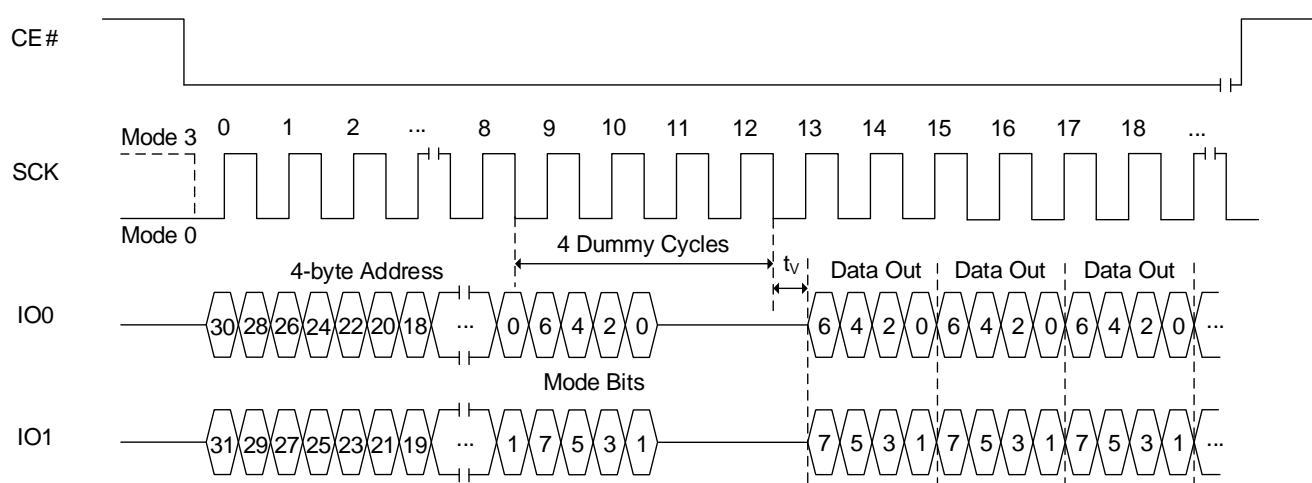 CE#
0 1 2 ... 8 9 10 11 12 13 14 15 16 17 18 ...
Mode 3
SCK
Mode 0
4 Dummy Cycles
4-byte Address tV Data Out Data Out Data Out
IO0 30 28 26 24 22 20 18 ... 0 6 4 2 0 6 4 2 0 6 4 2 0 6 4 2 0 ...
Mode Bits
IO1 31 29 27 25 23 21 19 ... 1 7 5 3 1 7 5 3 1 7 5 3 1 7 5 3 1 ...